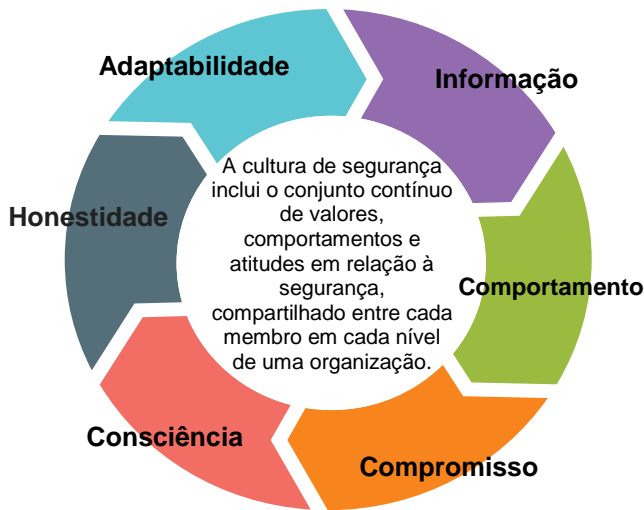 Adaptabilidade
Informação
Honestidade
A cultura de segurança
inclui o conjunto contínuo
de valores,
comportamentos e
atitudes em relação à
segurança,
compartilhado entre cada
membro em cada nível
de uma organização.
Comportamento
Consciência
Compromisso